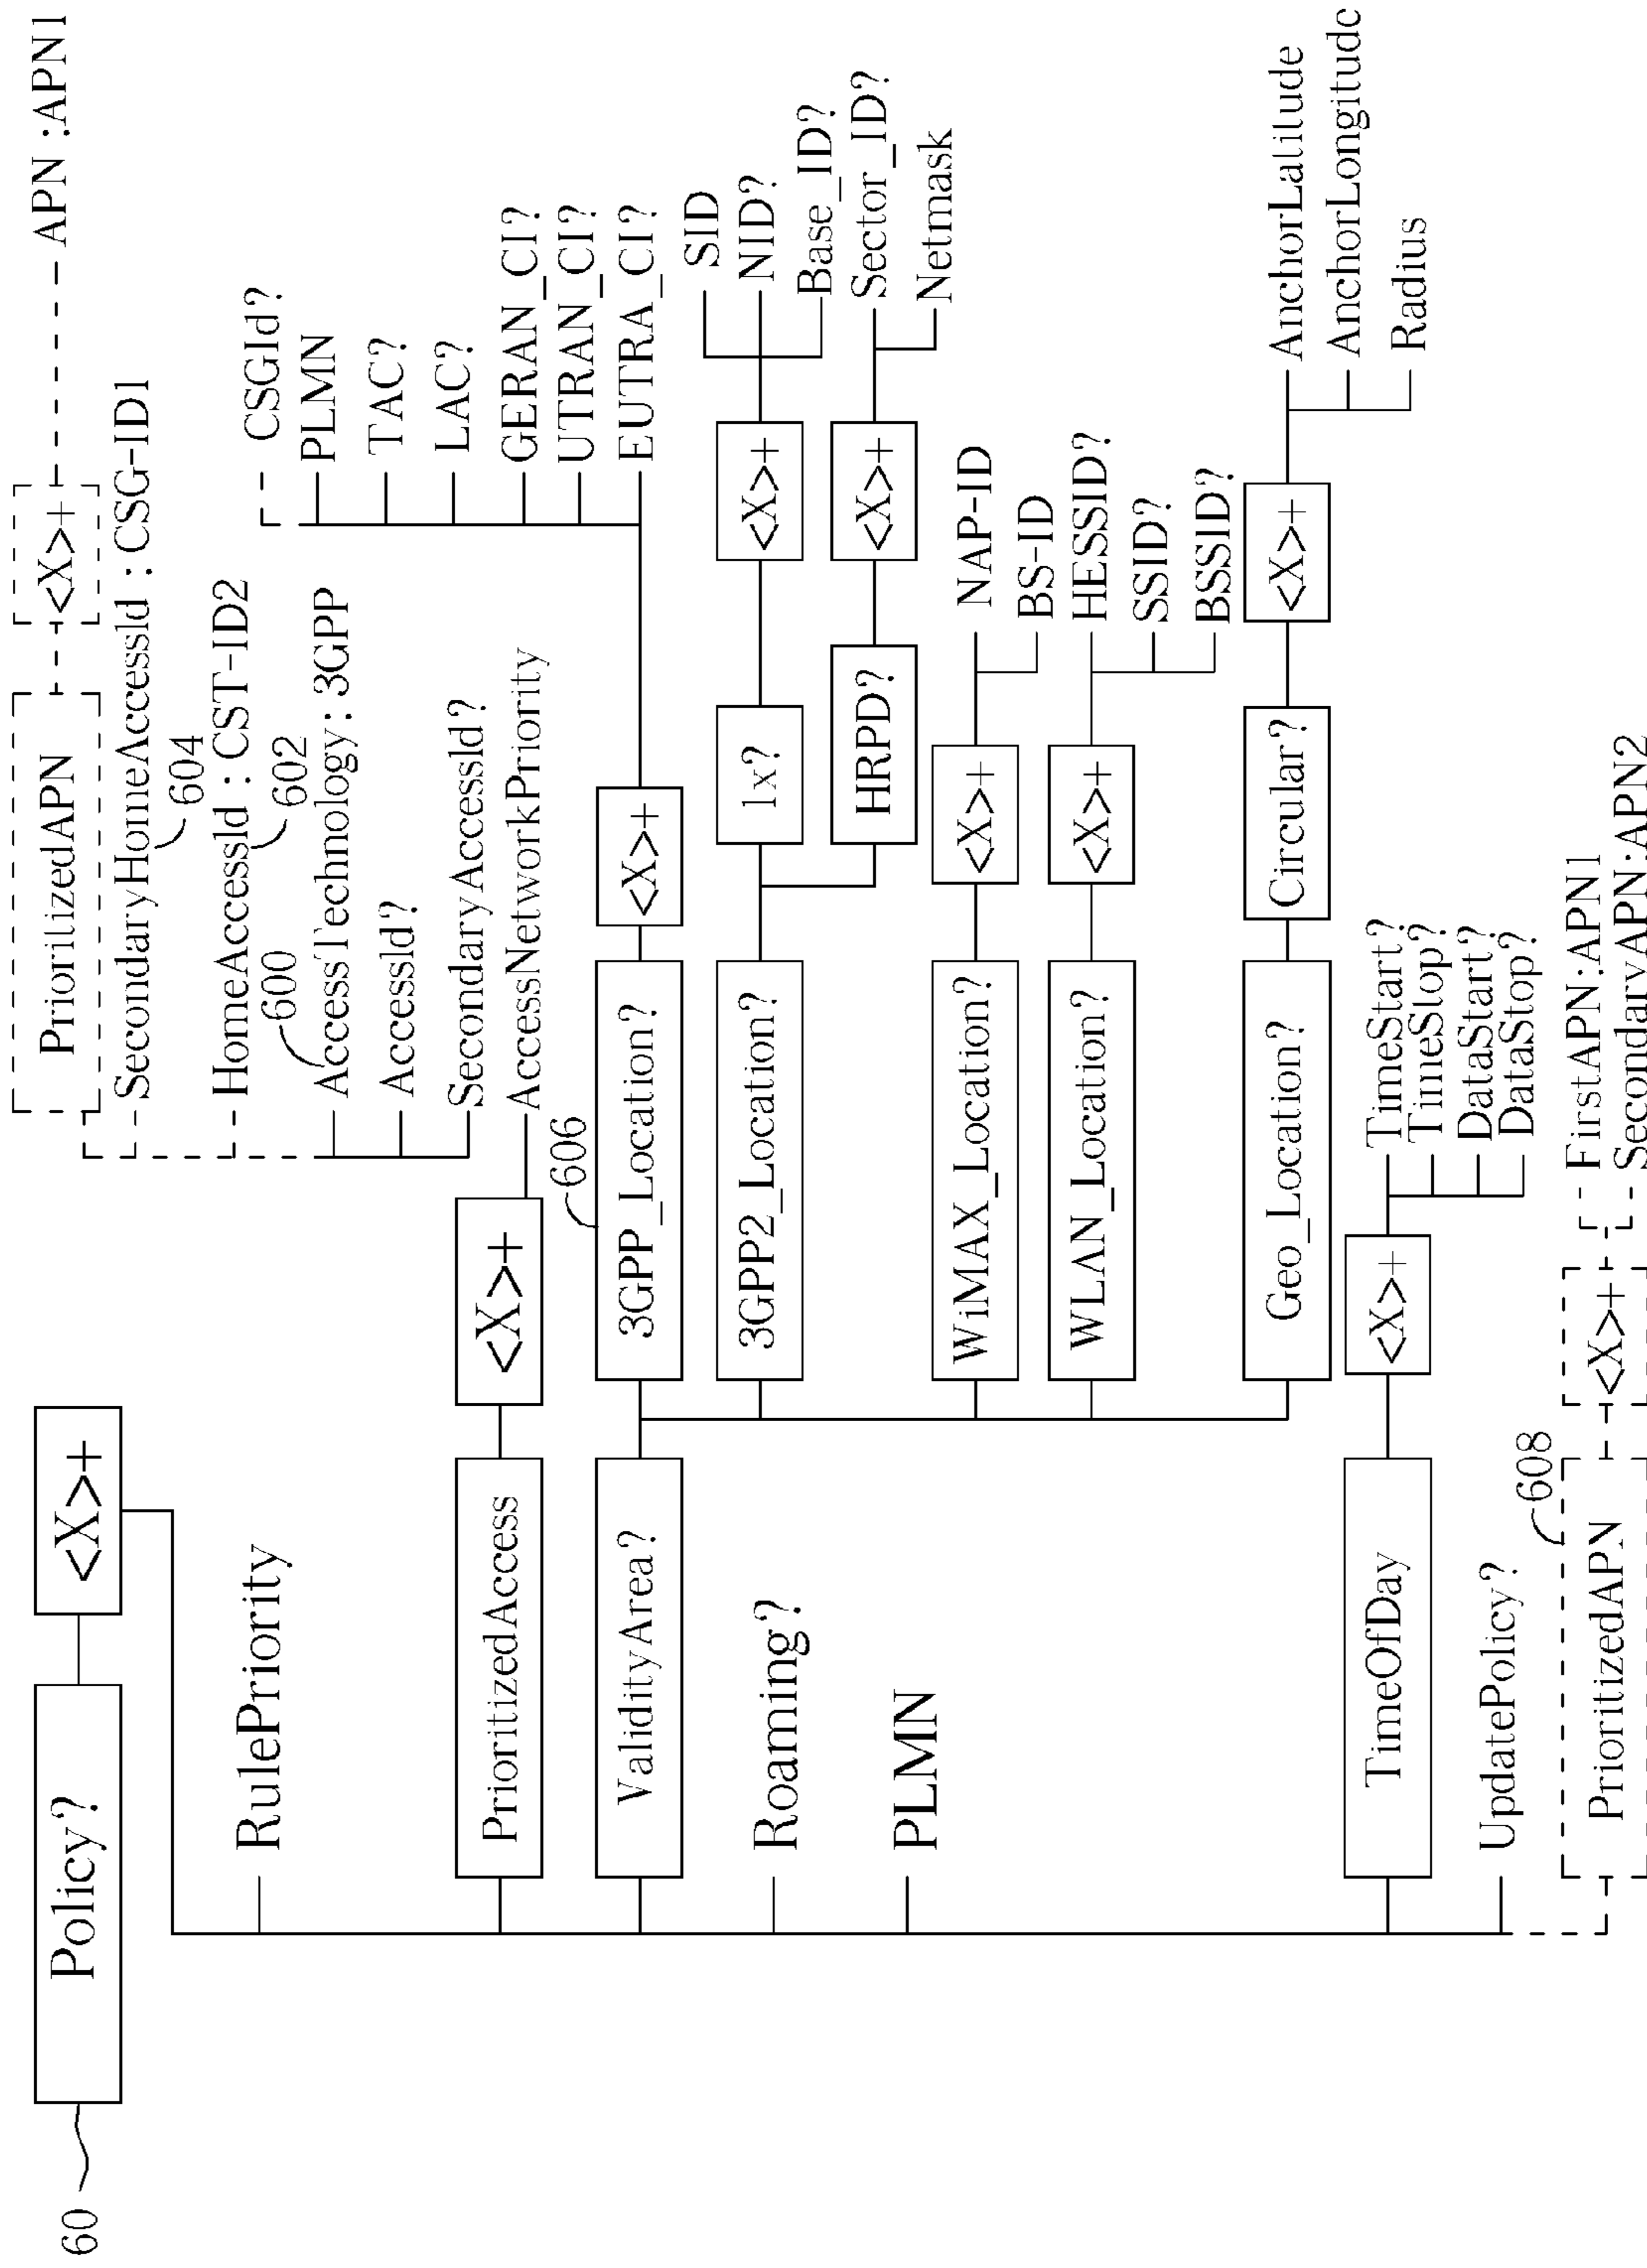 60
Policy?
<X>+
RulePriority
PrioritizedAccess
<X>+
PrioritizedAPN
<X>+
APN :APN1
SecondaryHomeAccessId : CSG-ID1
604
HomeAccessId : CST-ID2
602
600
AccessTechnology: 3GPP
AccessId?
SecondaryAccessId?
AccessNetworkPriority
ValidityArea?
606
3GPP_Location?
<X>+
CSGId?
PLMN
TAC?
LAC?
GERAN_CI?
UTRAN_CI?
EUTRA_CI?
3GPP2_Location?
1x?
<X>+
SID
NID?
Base_ID?
HRPD?
<X>+
Sector_ID?
Netmask
WiMAX_Location?
<X>+
NAP-ID
BS-ID
WLAN_Location?
<X>+
HESSID?
SSID?
BSSID?
Geo_Location?
Circular?
<X>+
AnchorLatitude
AnchorLongitude
Radius
Roaming?
PLMN
TimeOfDay
<X>+
TimeStart?
TimeStop?
DataStart?
DataStop?
UpdatePolicy?
608
PrioritizedAPN
<X>+
FirstAPN:APN1
SecondaryAPN:APN2